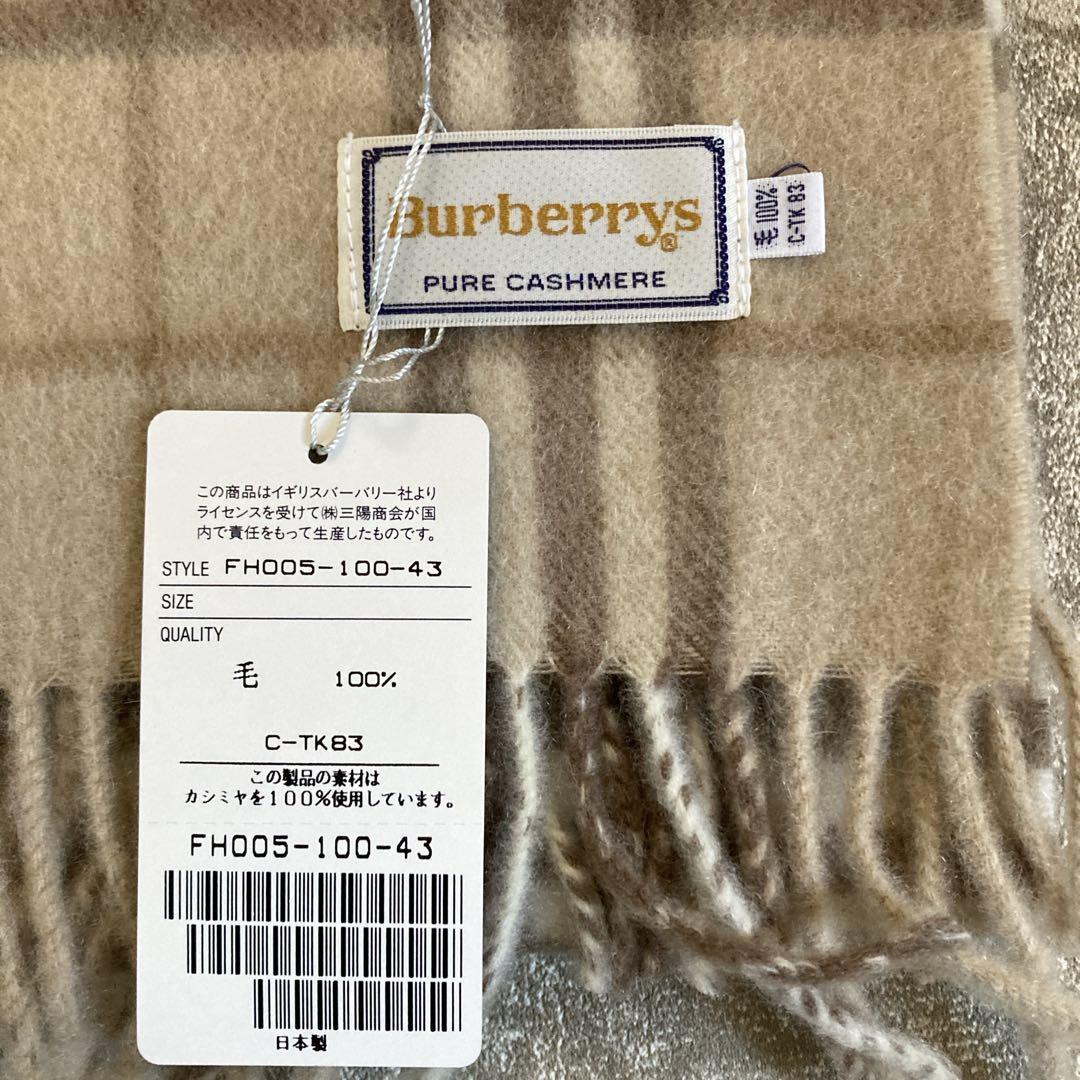 Burberrys
®
PURE CASHMERE
毛 100%
C-TK 83
この商品はイギリスバーバリー社より
ライセンスを受けて㈱三陽商会が国
内で責任をもって生産したものです。
STYLE FH005-100-43
SIZE
QUALITY
毛 100%
C-TK83
この製品の素材は
カシミヤを100%使用しています。
FH005-100-43
日本製